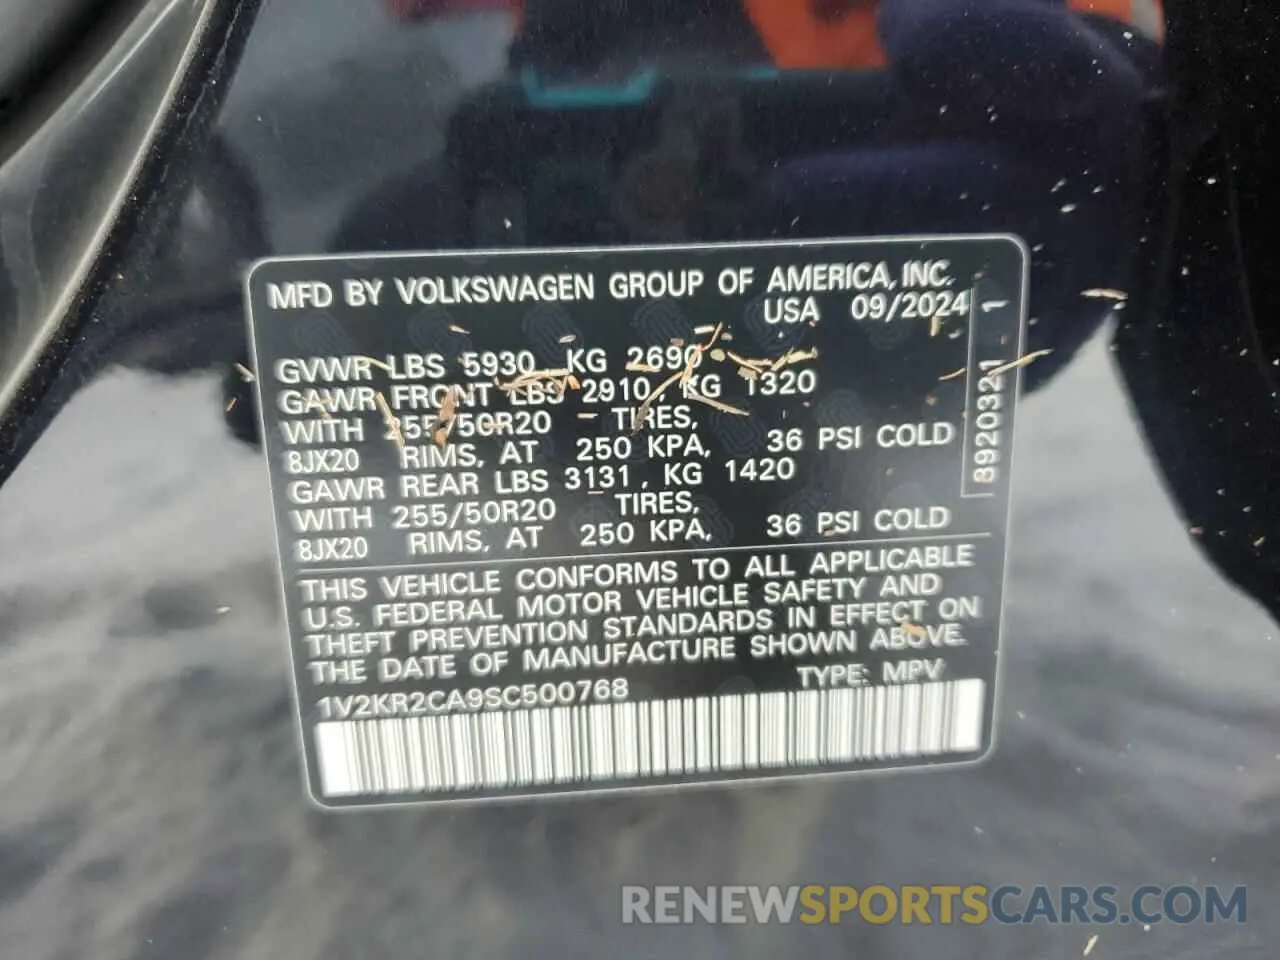 MFD BY VOLKSWAGEN GROUP OF AMERICA, INC.
USA 09/2024
GVWR LBS 5930 KG 2690
GAWR FRONT LBS 2910, KG 1320
WITH 255/50R20 TIRES,
8JX20 RIMS, AT 250 KPA, 36 PSI COLD
GAWR REAR LBS 3131, KG 1420
WITH 255/50R20 TIRES,
8JX20 RIMS, AT 250 KPA, 36 PSI COLD
8920321 1
THIS VEHICLE CONFORMS TO ALL APPLICABLE
U.S. FEDERAL MOTOR VEHICLE SAFETY AND
THEFT PREVENTION STANDARDS IN EFFECT ON
THE DATE OF MANUFACTURE SHOWN ABOVE.
1V2KR2CA9SC500768 TYPE: MPV
RENEWSPORTSCARS.COM